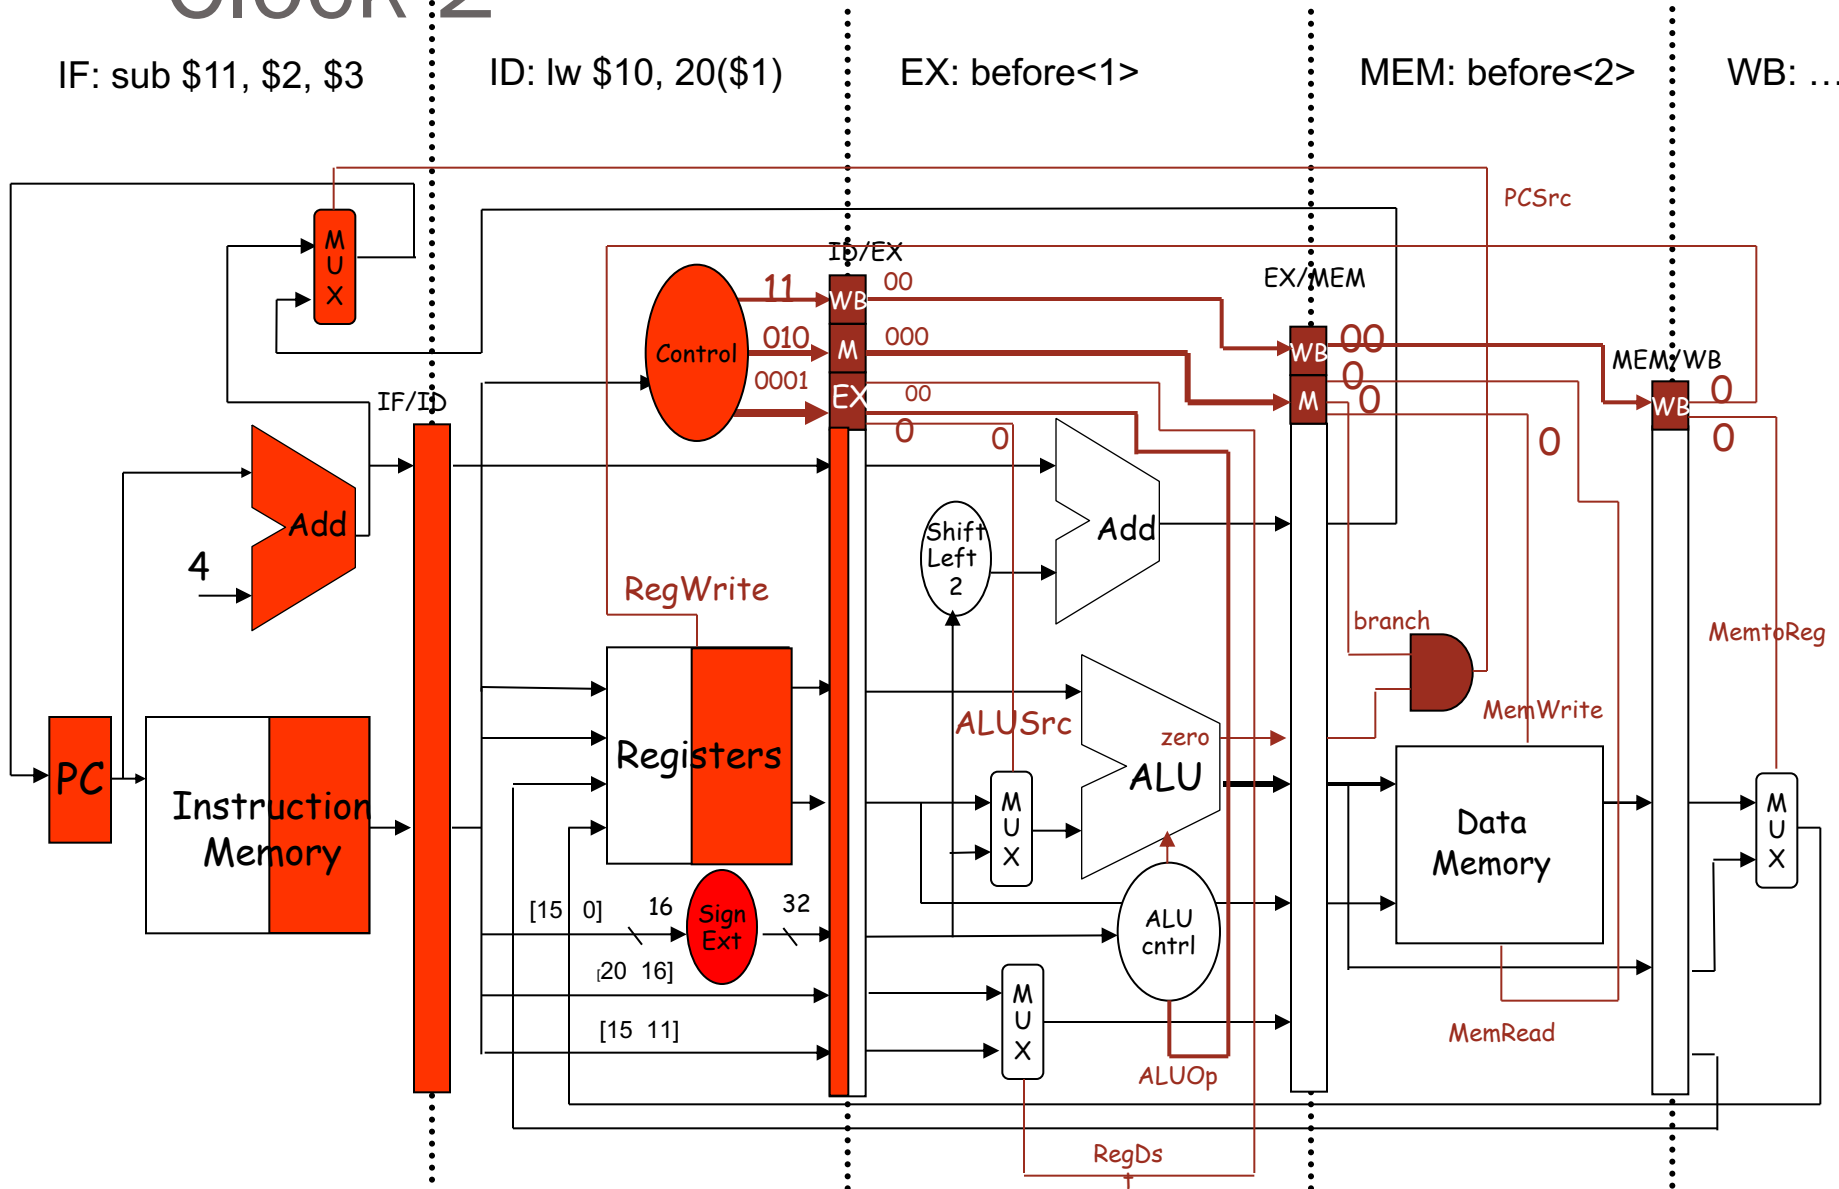 Clock 2
IF: sub $11, $2, $3
ID: lw $10, 20($1)
EX: before<1>
MEM: before<2>
WB: …
PCSrc
M
U
X
ID/EX
EX/MEM
MEM/WB
IF/ID
Control
11
010
0001
WB
M
EX
00
000
00
0
0
WB
M
00
0
0
0
WB
0
0
Add
4
Shift
Left
2
Add
RegWrite
branch
MemtoReg
PC
Instruction
Memory
Registers
ALUSrc
zero
ALU
MemWrite
M
U
X
Data
Memory
M
U
X
[15 0]
16
Sign
Ext
32
ALU
cntrl
[20 16]
[15 11]
M
U
X
MemRead
ALUOp
RegDs
t